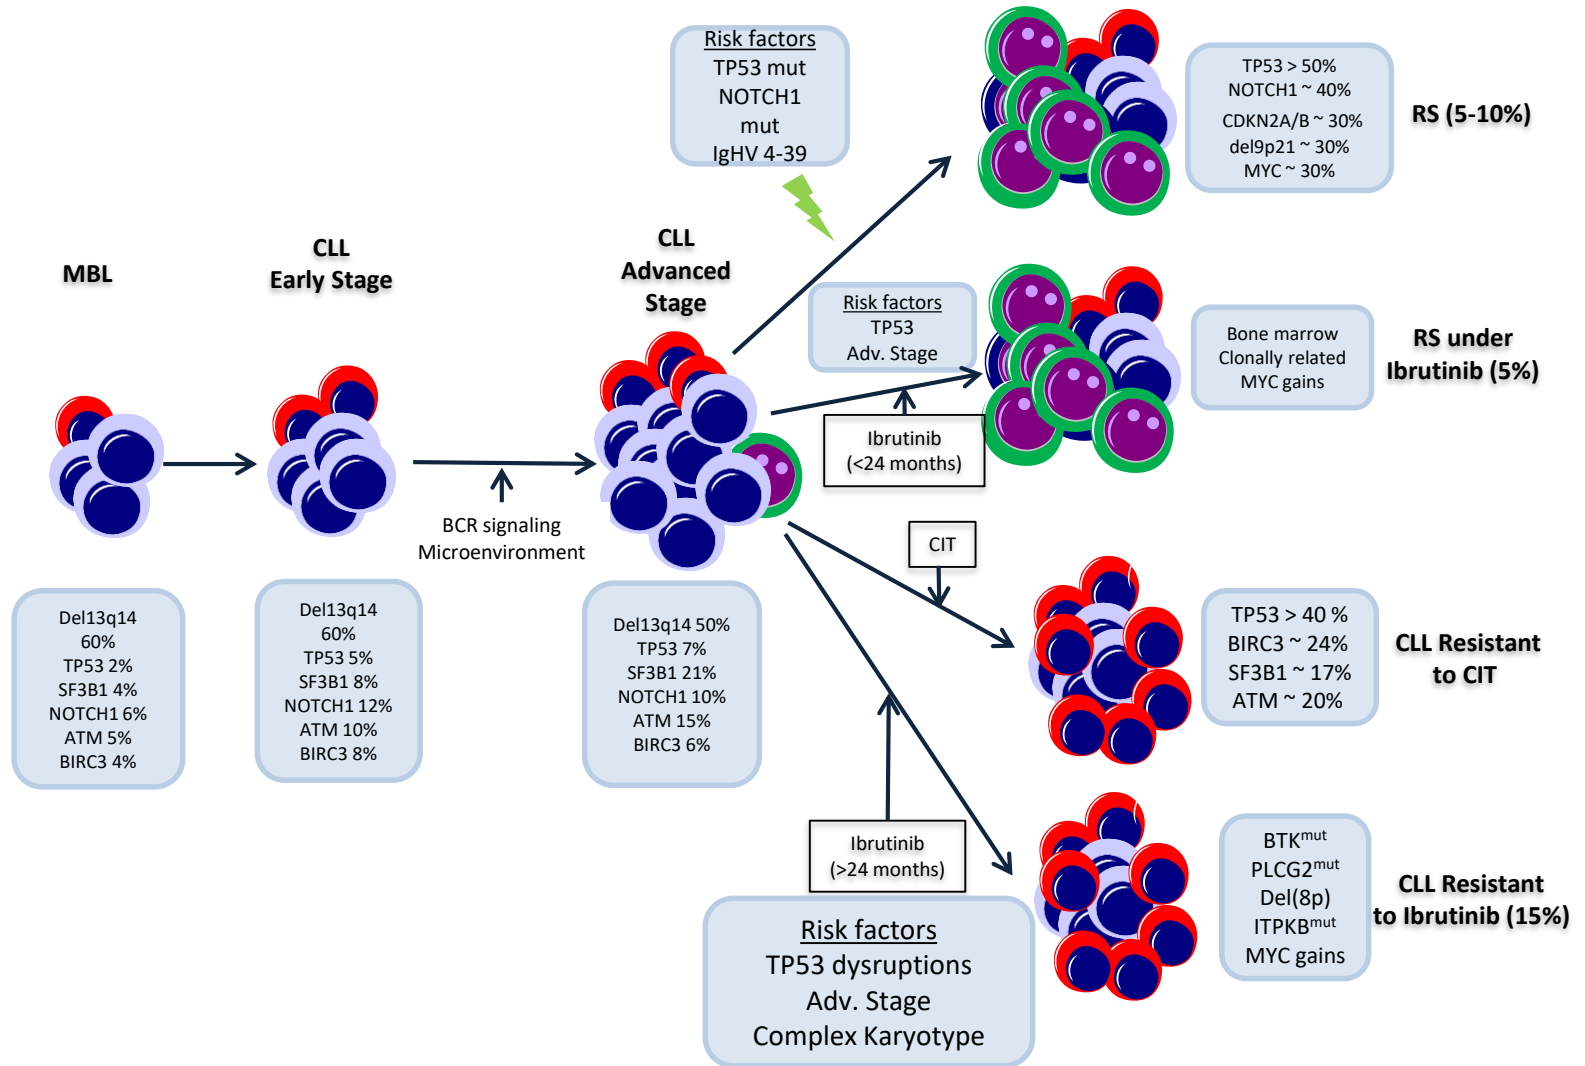 Risk factors
TP53 mut
NOTCH1
mut
IgHV 4-39
TP53 > 50%
NOTCH1 ~ 40%
CDKN2A/B ~ 30%
del9p21 ~ 30%
MYC ~ 30%
RS (5-10%)
MBL
CLL
Early Stage
CLL
Advanced
Stage
Risk factors
TP53
Adv. Stage
Bone marrow
Clonally related
MYC gains
RS under
Ibrutinib (5%)
Ibrutinib
(<24 months)
BCR signaling
Microenvironment
CIT
Del13q14
60%
TP53 2%
SF3B1 4%
NOTCH1 6%
ATM 5%
BIRC3 4%
Del13q14
60%
TP53 5%
SF3B1 8%
NOTCH1 12%
ATM 10%
BIRC3 8%
Del13q14 50%
TP53 7%
SF3B1 21%
NOTCH1 10%
ATM 15%
BIRC3 6%
TP53 > 40 %
BIRC3 ~ 24%
SF3B1 ~ 17%
ATM ~ 20%
CLL Resistant
to CIT
Ibrutinib
(>24 months)
Risk factors
TP53 dysruptions
Adv. Stage
Complex Karyotype
BTKmut
PLCG2mut
Del(8p)
ITPKBmut
MYC gains
CLL Resistant
to Ibrutinib (15%)